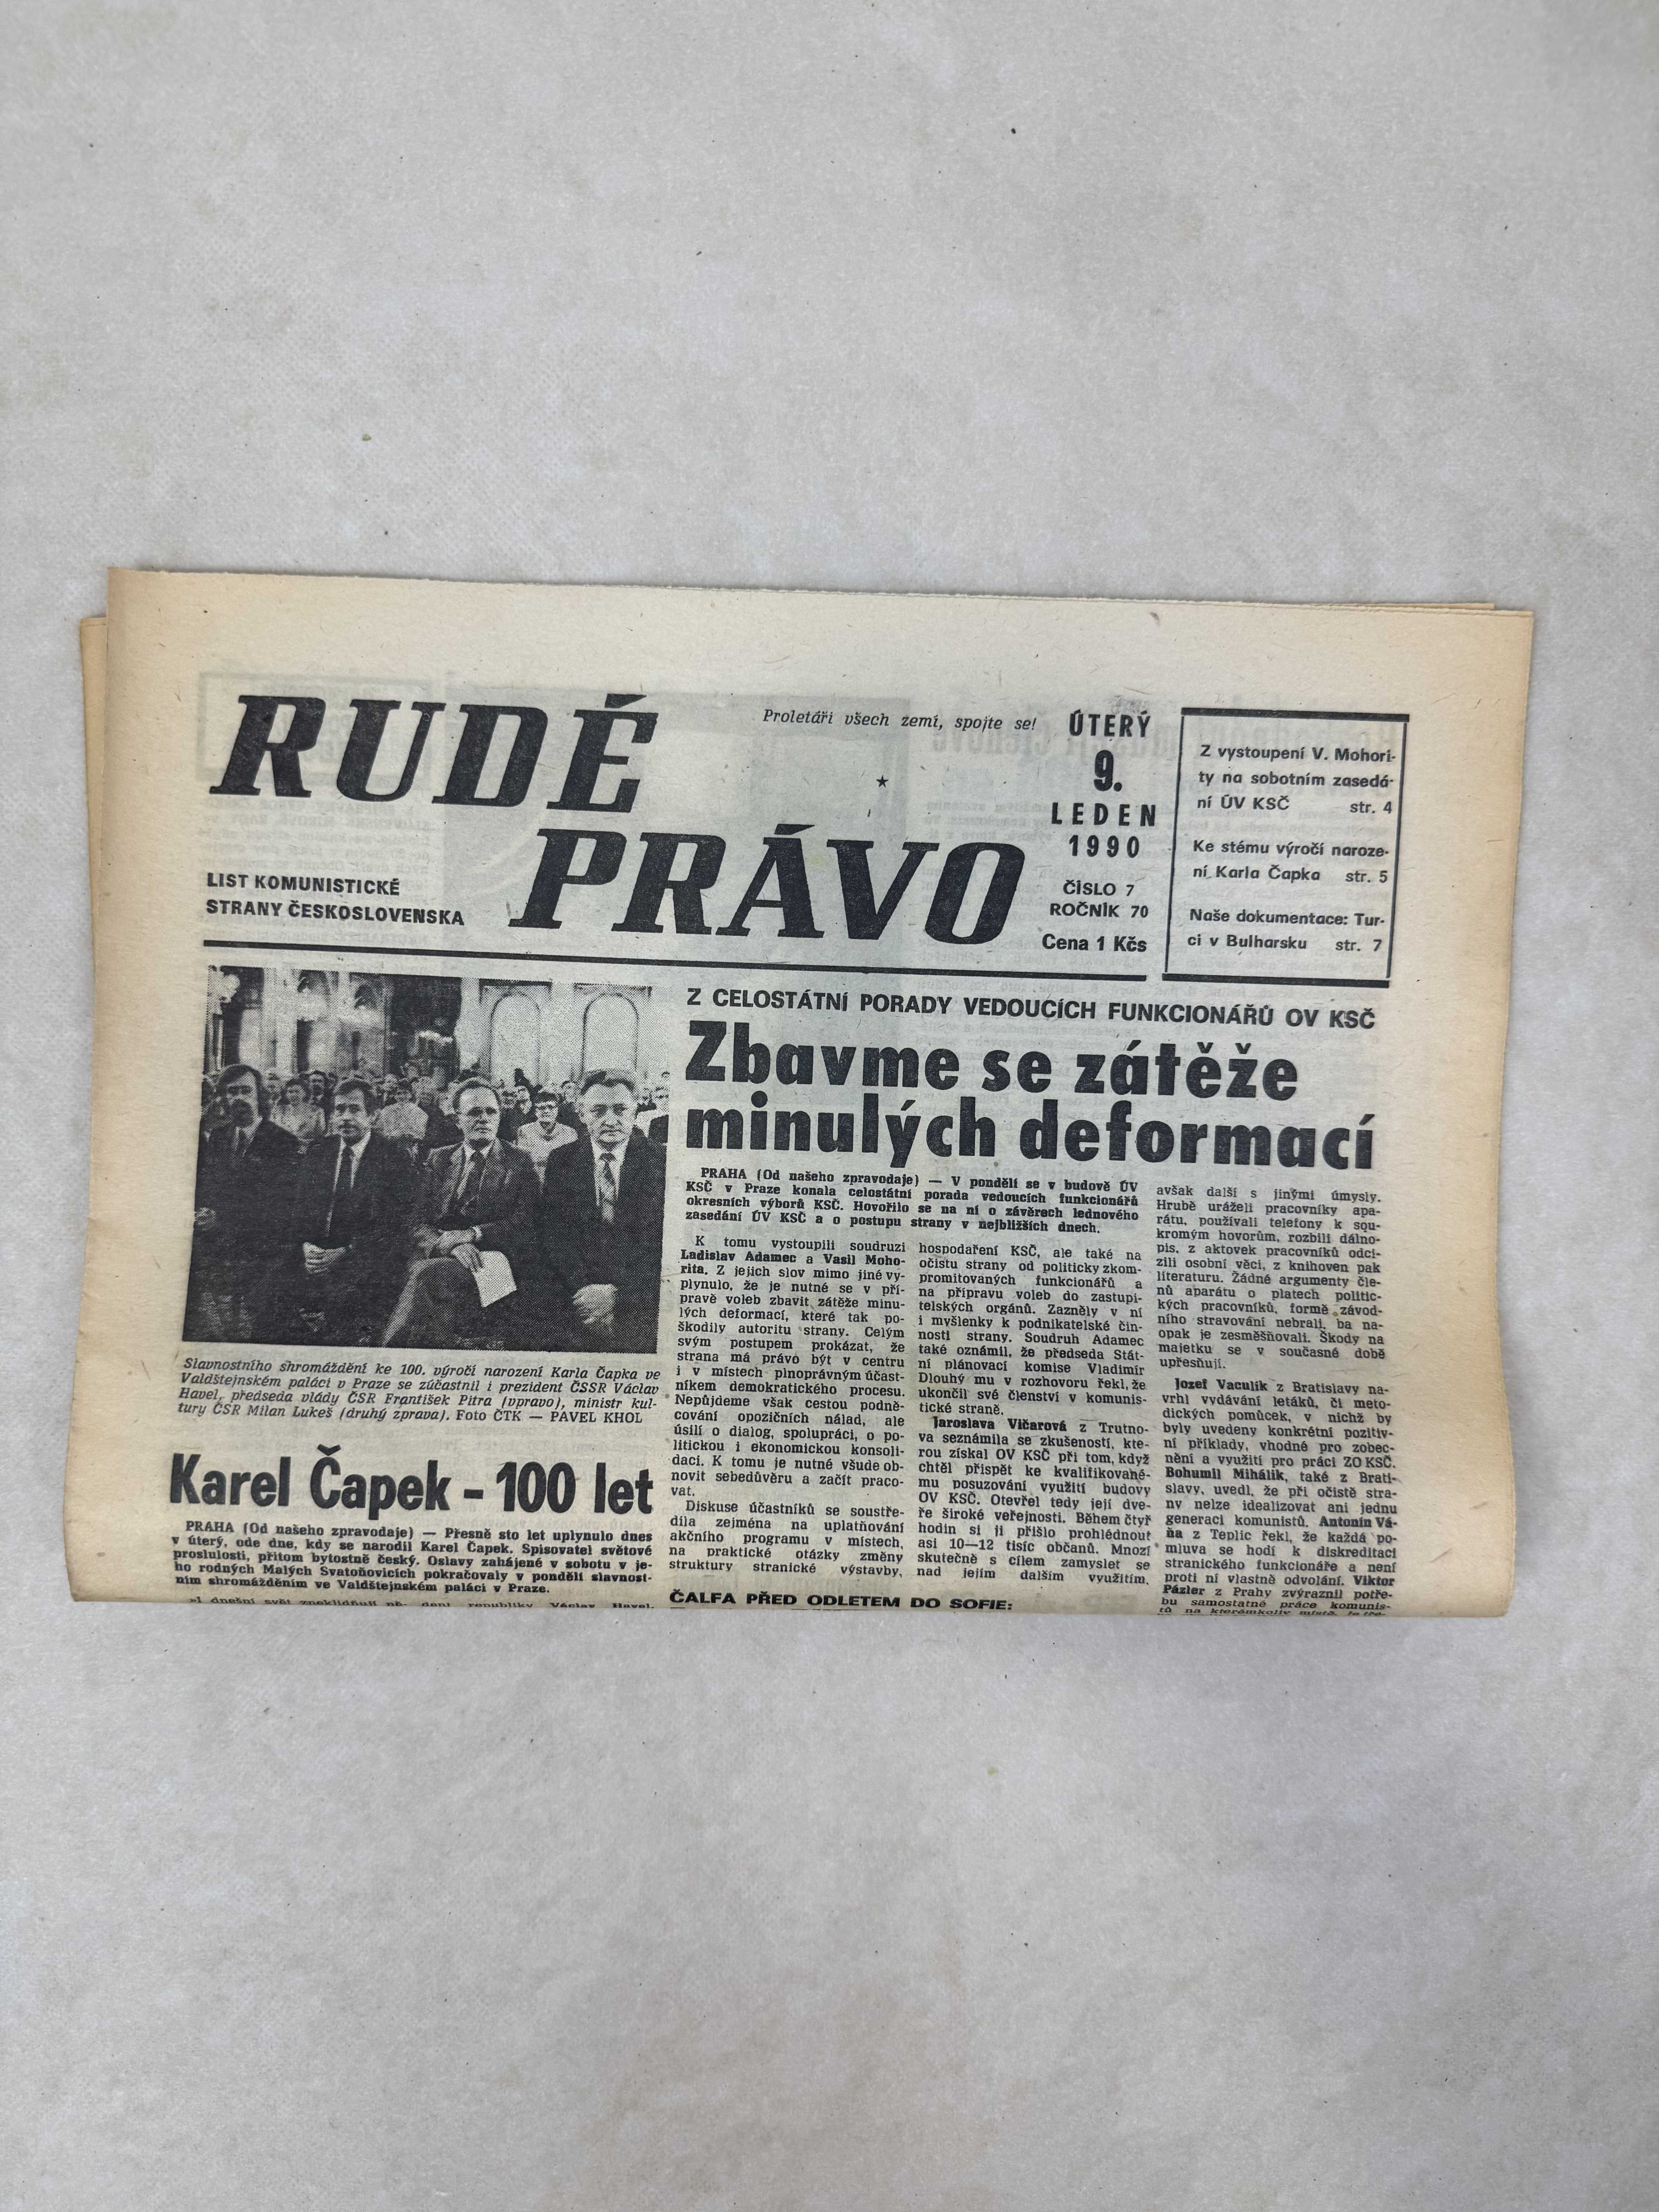 RUDÉ
PRÁVO
Proletáři všech zemí, spojte se!
LIST KOMUNISTICKÉ
STRANY ČESKOSLOVENSKA
ÚTERÝ
9.
LEDEN
1990
ČÍSLO 7
ROČNÍK 70
Cena 1 Kčs
Z vystoupení V. Mohori-
ty na sobotním zasedá-
ní ÚV KSČ str. 4
Ke stému výročí naroze-
ní Karla Čapka str. 5
Naše dokumentace: Tur-
ci v Bulharsku str. 7
Slavnostního shromáždění ke 100. výročí narození Karla Čapka ve
Valdštejnském paláci v Praze se zúčastnil i prezident ČSSR Václav
Havel, předseda vlády ČSR František Pitra (vpravo), ministr kul-
tury ČSR Milan Lukeš (druhý zprava). Foto ČTK — PAVEL KHOL
Karel Čapek - 100 let
PRAHA (Od našeho zpravodaje) — Přesně sto let uplynulo dnes
v úterý, ode dne, kdy se narodil Karel Čapek. Spisovatel světové
proslulosti, přitom bytostně český. Oslavy zahájené v sobotu v je-
ho rodných Malých Svatoňovicích pokračovaly v pondělí slavnost-
ním shromážděním ve Valdštejnském paláci v Praze.
»I dnešní svět zneklidňují ně-
dent republiky Václav Havel.
Z CELOSTÁTNÍ PORADY VEDOUCÍCH FUNKCIONÁŘŮ OV KSČ
Zbavme se zátěže
minulých deformací
PRAHA (Od našeho zpravodaje) — V pondělí se v budově ÚV
KSČ v Praze konala celostátní porada vedoucích funkcionářů
okresních výborů KSČ. Hovořilo se na ní o závěrech lednového
zasedání ÚV KSČ a o postupu strany v nejbližších dnech.
K tomu vystoupili soudruzi
Ladislav Adamec a Vasil Moho-
rita. Z jejich slov mimo jiné vy-
plynulo, že je nutné se v pří-
pravě voleb zbavit zátěže minu-
lých deformací, které tak po-
škodily autoritu strany. Celým
svým postupem prokázat, že
strana má právo být v centru
i v místech plnoprávným účast-
níkem demokratického procesu.
Nepůjdeme však cestou podně-
cování opozičních nálad, ale
úsilí o dialog, spolupráci, o po-
litickou i ekonomickou konsoli-
daci. K tomu je nutné všude ob-
novit sebedůvěru a začít praco-
vat.
Diskuse účastníků se soustře-
dila zejména na uplatňování
akčního programu v místech,
na praktické otázky změny
struktury stranické výstavby,
hospodaření KSČ, ale také na
očistu strany od politicky zkom-
promitovaných funkcionářů a
na přípravu voleb do zastupi-
telských orgánů. Zazněly v ní
i myšlenky k podnikatelské čin-
nosti strany. Soudruh Adamec
také oznámil, že předseda Stát-
ní plánovací komise Vladimír
Dlouhý mu v rozhovoru řekl, že
ukončil své členství v komunis-
tické straně.
Jaroslava Vičarová z Trutno-
va seznámila se zkušeností, kte-
rou získal OV KSČ při tom, když
chtěl přispět ke kvalifikované-
mu posuzování využití budovy
OV KSČ. Otevřel tedy její dve-
ře široké veřejnosti. Během čtyř
hodin si ji přišlo prohlédnout
asi 10—12 tisíc občanů. Mnozí
skutečně s cílem zamyslet se
nad jejím dalším využitím,
avšak další s jinými úmysly.
Hrubě uráželi pracovníky apa-
rátu, používali telefony k sou-
kromým hovorům, rozbili dálno-
pis, z aktovek pracovníků odci-
zili osobní věci, z knihoven pak
literaturu. Žádné argumenty čle-
nů aparátu o platech politic-
kých pracovníků, formě závod-
ního stravování nebrali, ba na-
opak je zesměšňovali. Škody na
majetku se v současné době
upřesňují.
Jozef Vaculík z Bratislavy na-
vrhl vydávání letáků, či meto-
dických pomůcek, v nichž by
byly uvedeny konkrétní pozitiv-
ní příklady, vhodné pro zobec-
nění a využití pro práci ZO KSČ.
Bohumil Mihálik, také z Brati-
slavy, uvedl, že při očistě stra-
ny nelze idealizovat ani jednu
generaci komunistů. Antonín Vá-
ňa z Teplic řekl, že každá po-
mluva se hodí k diskreditaci
stranického funkcionáře a není
proti ní vlastně odvolání. Viktor
Pázler z Prahy zvýraznil potře-
bu samostatné práce komunis-
tů na kterémkoliv místě.
ČALFA PŘED ODLETEM DO SOFIE: